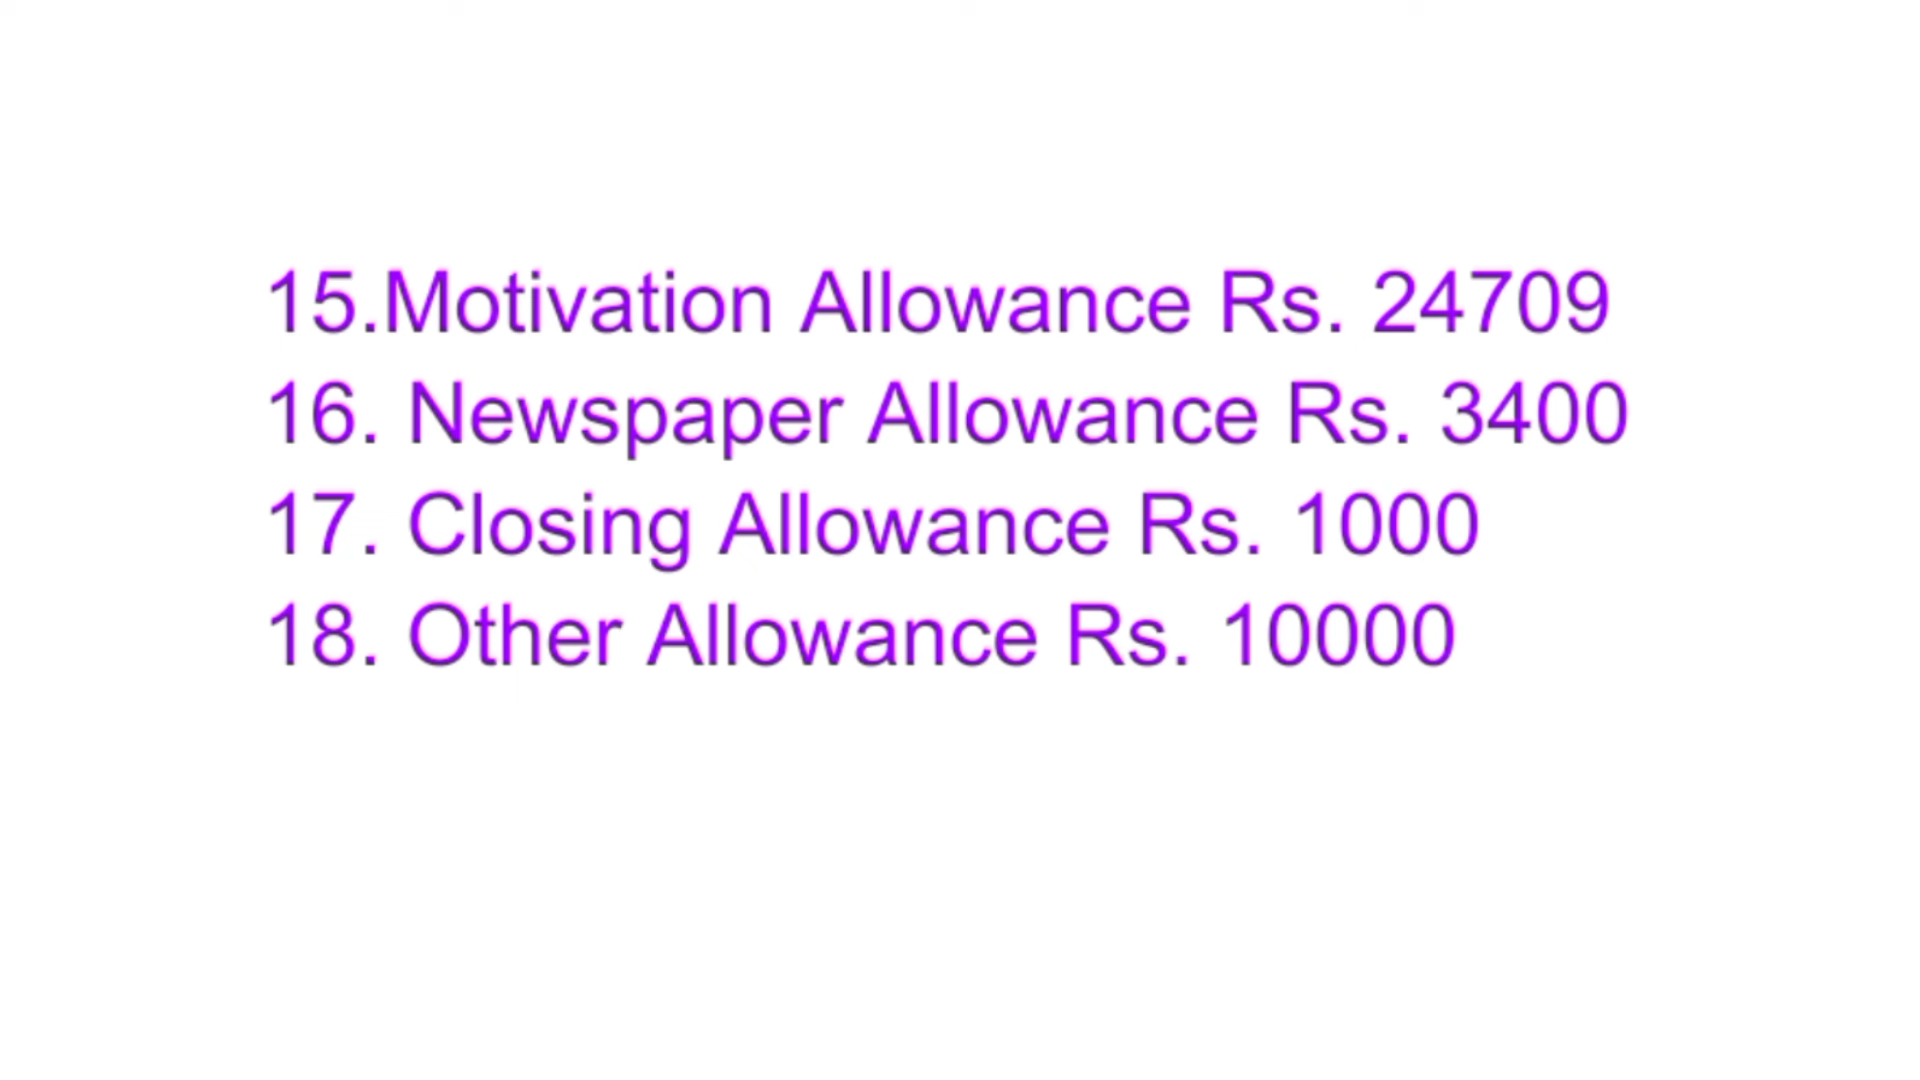 15.Motivation Allowance Rs. 24709
16. Newspaper Allowance Rs. 3400
17. Closing Allowance Rs. 1000
18. Other Allowance Rs. 10000